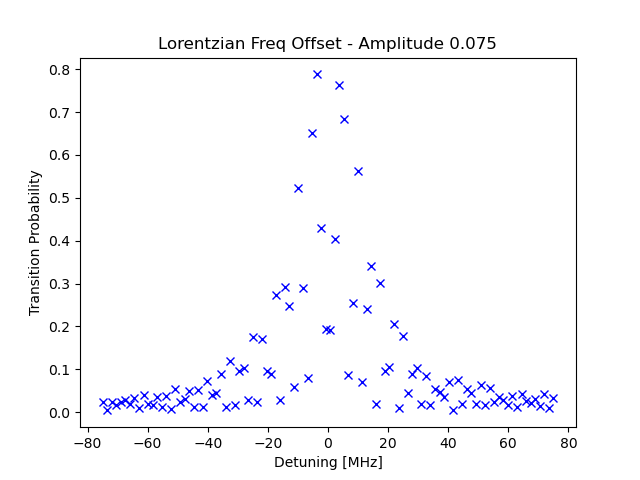 Lorentzian Freq Offset - Amplitude 0.075
Transition Probability
0.8
0.7
0.6
0.5
0.4
0.3
0.2
0.1
0.0
−80 −60 −40 −20 0 20 40 60 80
Detuning [MHz]